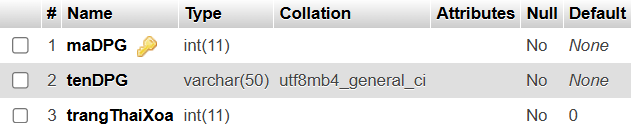 # Name Type Collation Attributes Null Default
1 maDPG int(11) No None
2 tenDPG varchar(50) utf8mb4_general_ci No None
3 trangThaiXoa int(11) No 0